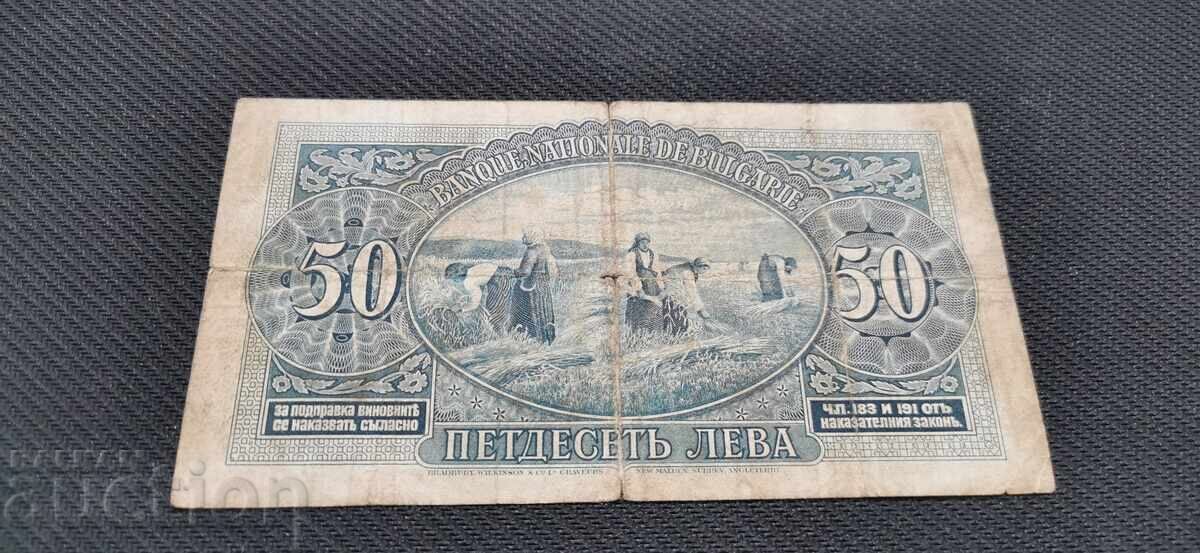 BANQUE NATIONALE DE BULGARIE
50
50
ЗА ПОДПРАВКА ВИНОВНИТѢ
СЕ НАКАЗВАТЪ СЪГЛАСНО
ЧЛ. 183 И 191 ОТЪ
НАКАЗАТЕЛНИЯ ЗАКОНЪ.
ПЕТДЕСЕТЬ ЛЕВА
BRADBURY, WILKINSON & Co Ld GRAVEURS NEW MALDEN, SURREY, ANGLETERRE
auction